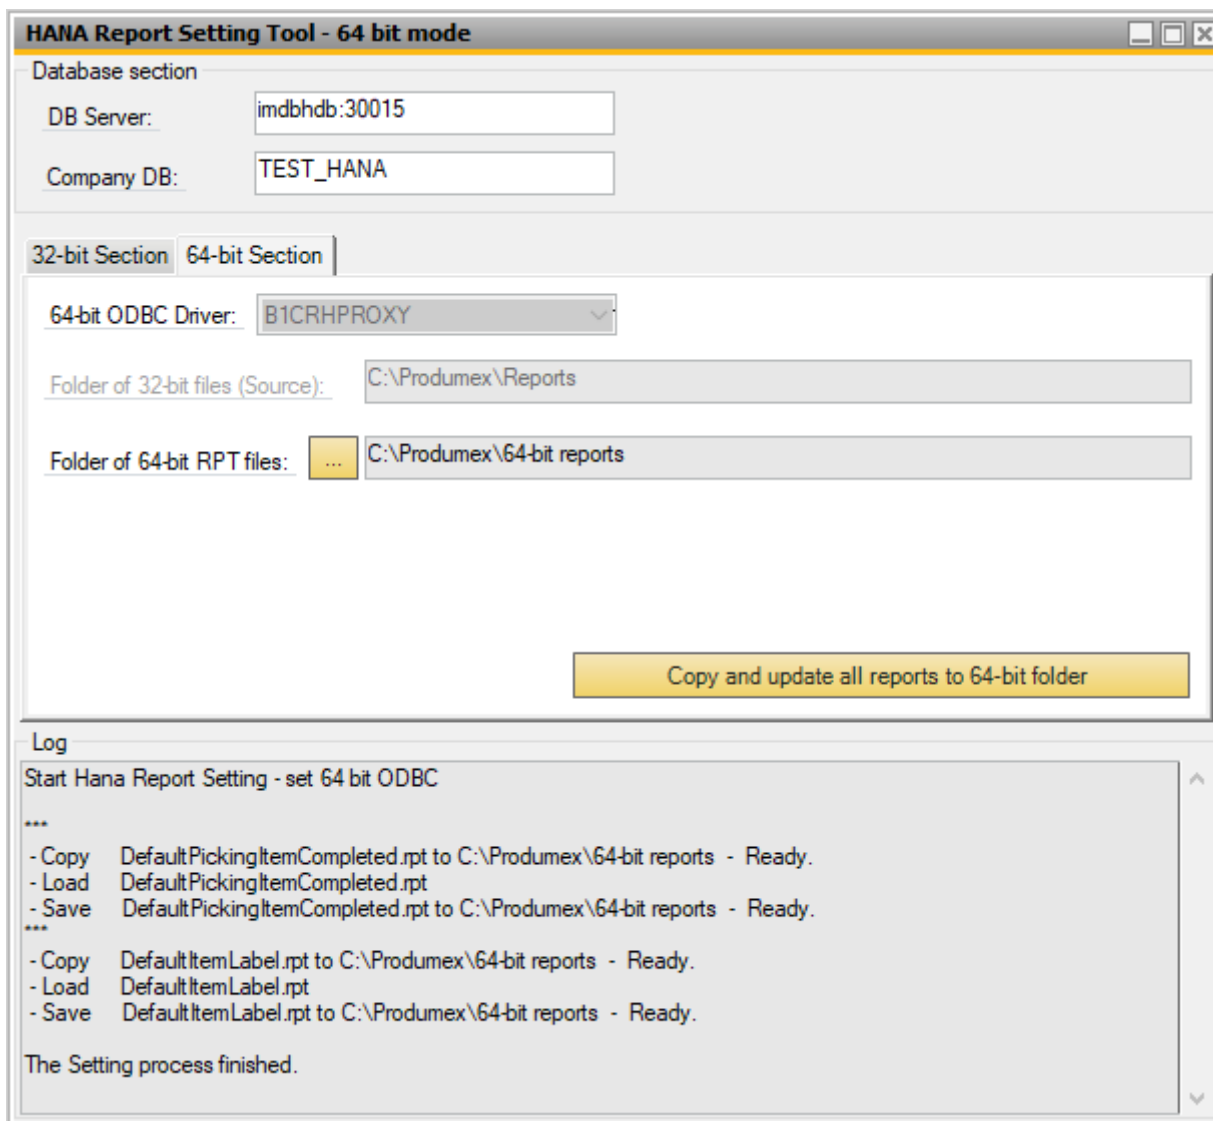 HANA Report Setting Tool - 64 bit mode
Database section
DB Server: imdbhdb:30015
Company DB: TEST_HANA
32-bit Section 64-bit Section
64-bit ODBC Driver: B1CRHPROXY
Folder of 32-bit files (Source): C:\Produmex\Reports
Folder of 64-bit RPT files: ... C:\Produmex\64-bit reports
Copy and update all reports to 64-bit folder
Log
Start Hana Report Setting - set 64 bit ODBC
***
- Copy DefaultPickingItemCompleted.rpt to C:\Produmex\64-bit reports - Ready.
- Load DefaultPickingItemCompleted.rpt
- Save DefaultPickingItemCompleted.rpt to C:\Produmex\64-bit reports - Ready.
***
- Copy DefaultItemLabel.rpt to C:\Produmex\64-bit reports - Ready.
- Load DefaultItemLabel.rpt
- Save DefaultItemLabel.rpt to C:\Produmex\64-bit reports - Ready.
The Setting process finished.